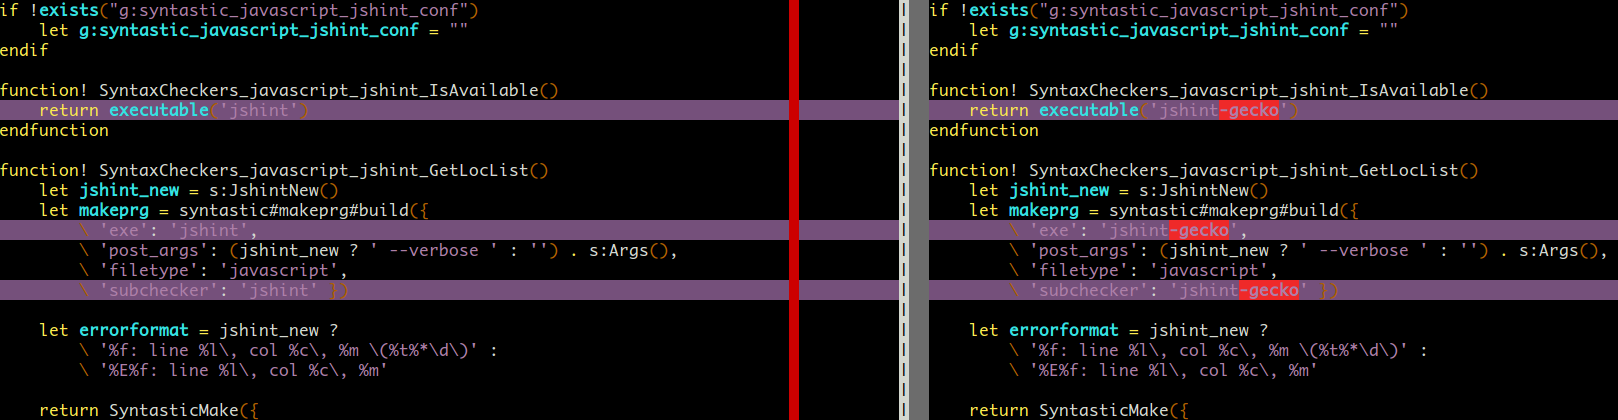 if !exists("g:syntastic_javascript_jshint_conf")
    let g:syntastic_javascript_jshint_conf = ""
endif

function! SyntaxCheckers_javascript_jshint_IsAvailable()
    return executable('jshint')
endfunction

function! SyntaxCheckers_javascript_jshint_GetLocList()
    let jshint_new = s:JshintNew()
    let makeprg = syntastic#makeprg#build({
        \ 'exe': 'jshint',
        \ 'post_args': (jshint_new ? ' --verbose ' : '') . s:Args(),
        \ 'filetype': 'javascript',
        \ 'subchecker': 'jshint' })

    let errorformat = jshint_new ?
        \ '%f: line %l\, col %c\, %m \(%t%*\d\)' :
        \ '%E%f: line %l\, col %c\, %m'

    return SyntasticMake({
if !exists("g:syntastic_javascript_jshint_conf")
    let g:syntastic_javascript_jshint_conf = ""
endif

function! SyntaxCheckers_javascript_jshint_IsAvailable()
    return executable('jshint-gecko')
endfunction

function! SyntaxCheckers_javascript_jshint_GetLocList()
    let jshint_new = s:JshintNew()
    let makeprg = syntastic#makeprg#build({
        \ 'exe': 'jshint-gecko',
        \ 'post_args': (jshint_new ? ' --verbose ' : '') . s:Args(),
        \ 'filetype': 'javascript',
        \ 'subchecker': 'jshint-gecko' })

    let errorformat = jshint_new ?
        \ '%f: line %l\, col %c\, %m \(%t%*\d\)' :
        \ '%E%f: line %l\, col %c\, %m'

    return SyntasticMake({